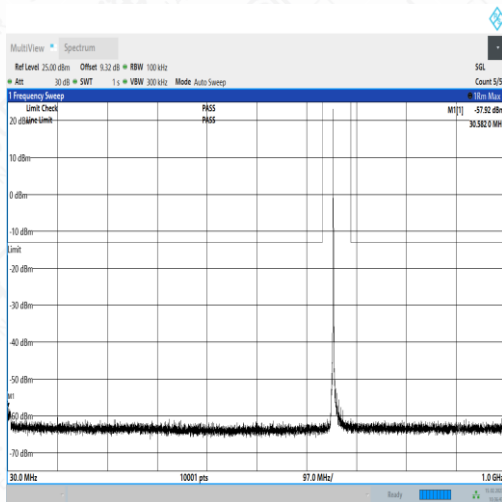 MultiView Spectrum
Ref Level 25.00 dBm Offset 9.32 dB RBW 100 kHz SGL
Att 30 dB SWT 1 s VBW 300 kHz Mode Auto Sweep Count 5/5
1 Frequency Sweep 1Rm Max
Limit Check PASS M1[1] -57.92 dBm
20 dBm Line Limit PASS 30.582 0 MHz
10 dBm
0 dBm
-10 dBm
Limit
-20 dBm
-30 dBm
-40 dBm
-50 dBm
M1
-60 dBm
-70 dBm
30.0 MHz 10001 pts 97.0 MHz/ 1.0 GHz
Ready